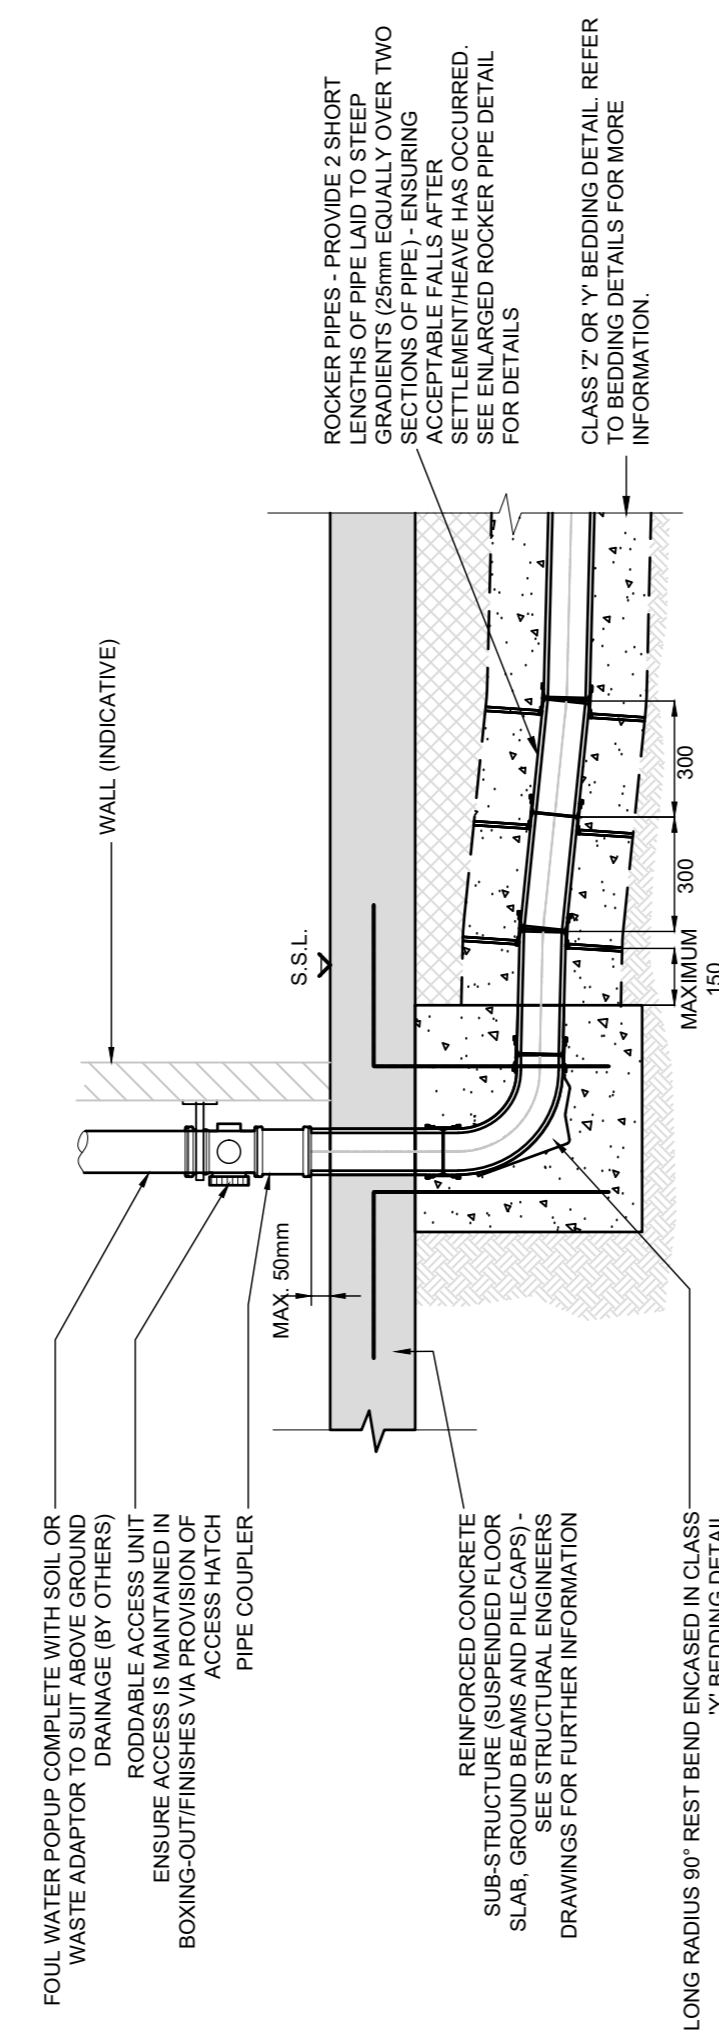 FOUL WATER POPUP COMPLETE WITH SOIL OR
WASTE ADAPTOR TO SUIT ABOVE GROUND
DRAINAGE (BY OTHERS)
RODDABLE ACCESS UNIT
ENSURE ACCESS IS MAINTAINED IN
BOXING-OUT/FINISHES VIA PROVISION OF
ACCESS HATCH
PIPE COUPLER
WALL (INDICATIVE)
S.S.L.
MAX. 50mm
ROCKER PIPES - PROVIDE 2 SHORT
LENGTHS OF PIPE LAID TO STEEP
GRADIENTS (25mm EQUALLY OVER TWO
SECTIONS OF PIPE) - ENSURING
ACCEPTABLE FALLS AFTER
SETTLEMENT/HEAVE HAS OCCURRED.
SEE ENLARGED ROCKER PIPE DETAIL
FOR DETAILS
CLASS 'Z' OR 'Y' BEDDING DETAIL. REFER
TO BEDDING DETAILS FOR MORE
INFORMATION.
REINFORCED CONCRETE
SUB-STRUCTURE (SUSPENDED FLOOR
SLAB, GROUND BEAMS AND PILECAPS) -
SEE STRUCTURAL ENGINEERS
DRAWINGS FOR FURTHER INFORMATION
MAXIMUM
150
300
300
LONG RADIUS 90° REST BEND ENCASED IN CLASS
'Y' BEDDING DETAIL